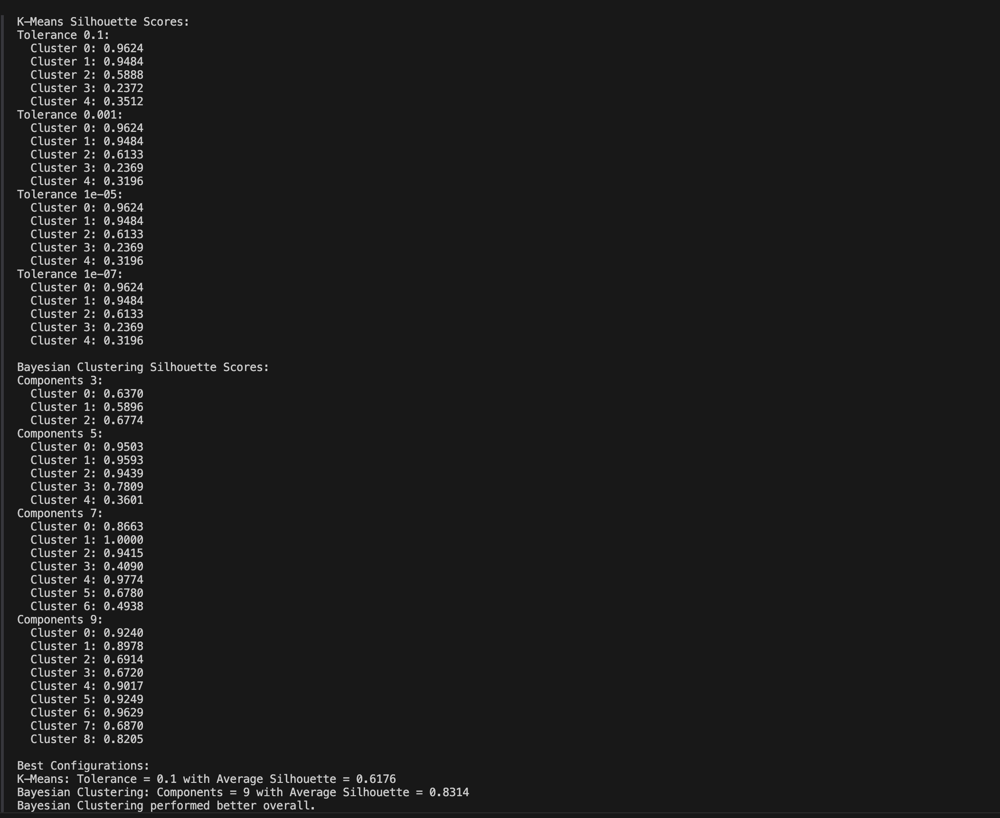 K-Means Silhouette Scores:
Tolerance 0.1:
  Cluster 0: 0.9624
  Cluster 1: 0.9484
  Cluster 2: 0.5888
  Cluster 3: 0.2372
  Cluster 4: 0.3512
Tolerance 0.001:
  Cluster 0: 0.9624
  Cluster 1: 0.9484
  Cluster 2: 0.6133
  Cluster 3: 0.2369
  Cluster 4: 0.3196
Tolerance 1e-05:
  Cluster 0: 0.9624
  Cluster 1: 0.9484
  Cluster 2: 0.6133
  Cluster 3: 0.2369
  Cluster 4: 0.3196
Tolerance 1e-07:
  Cluster 0: 0.9624
  Cluster 1: 0.9484
  Cluster 2: 0.6133
  Cluster 3: 0.2369
  Cluster 4: 0.3196

Bayesian Clustering Silhouette Scores:
Components 3:
  Cluster 0: 0.6370
  Cluster 1: 0.5896
  Cluster 2: 0.6774
Components 5:
  Cluster 0: 0.9503
  Cluster 1: 0.9593
  Cluster 2: 0.9439
  Cluster 3: 0.7809
  Cluster 4: 0.3601
Components 7:
  Cluster 0: 0.8663
  Cluster 1: 1.0000
  Cluster 2: 0.9415
  Cluster 3: 0.4090
  Cluster 4: 0.9774
  Cluster 5: 0.6780
  Cluster 6: 0.4938
Components 9:
  Cluster 0: 0.9240
  Cluster 1: 0.8978
  Cluster 2: 0.6914
  Cluster 3: 0.6720
  Cluster 4: 0.9017
  Cluster 5: 0.9249
  Cluster 6: 0.9629
  Cluster 7: 0.6870
  Cluster 8: 0.8205

Best Configurations:
K-Means: Tolerance = 0.1 with Average Silhouette = 0.6176
Bayesian Clustering: Components = 9 with Average Silhouette = 0.8314
Bayesian Clustering performed better overall.